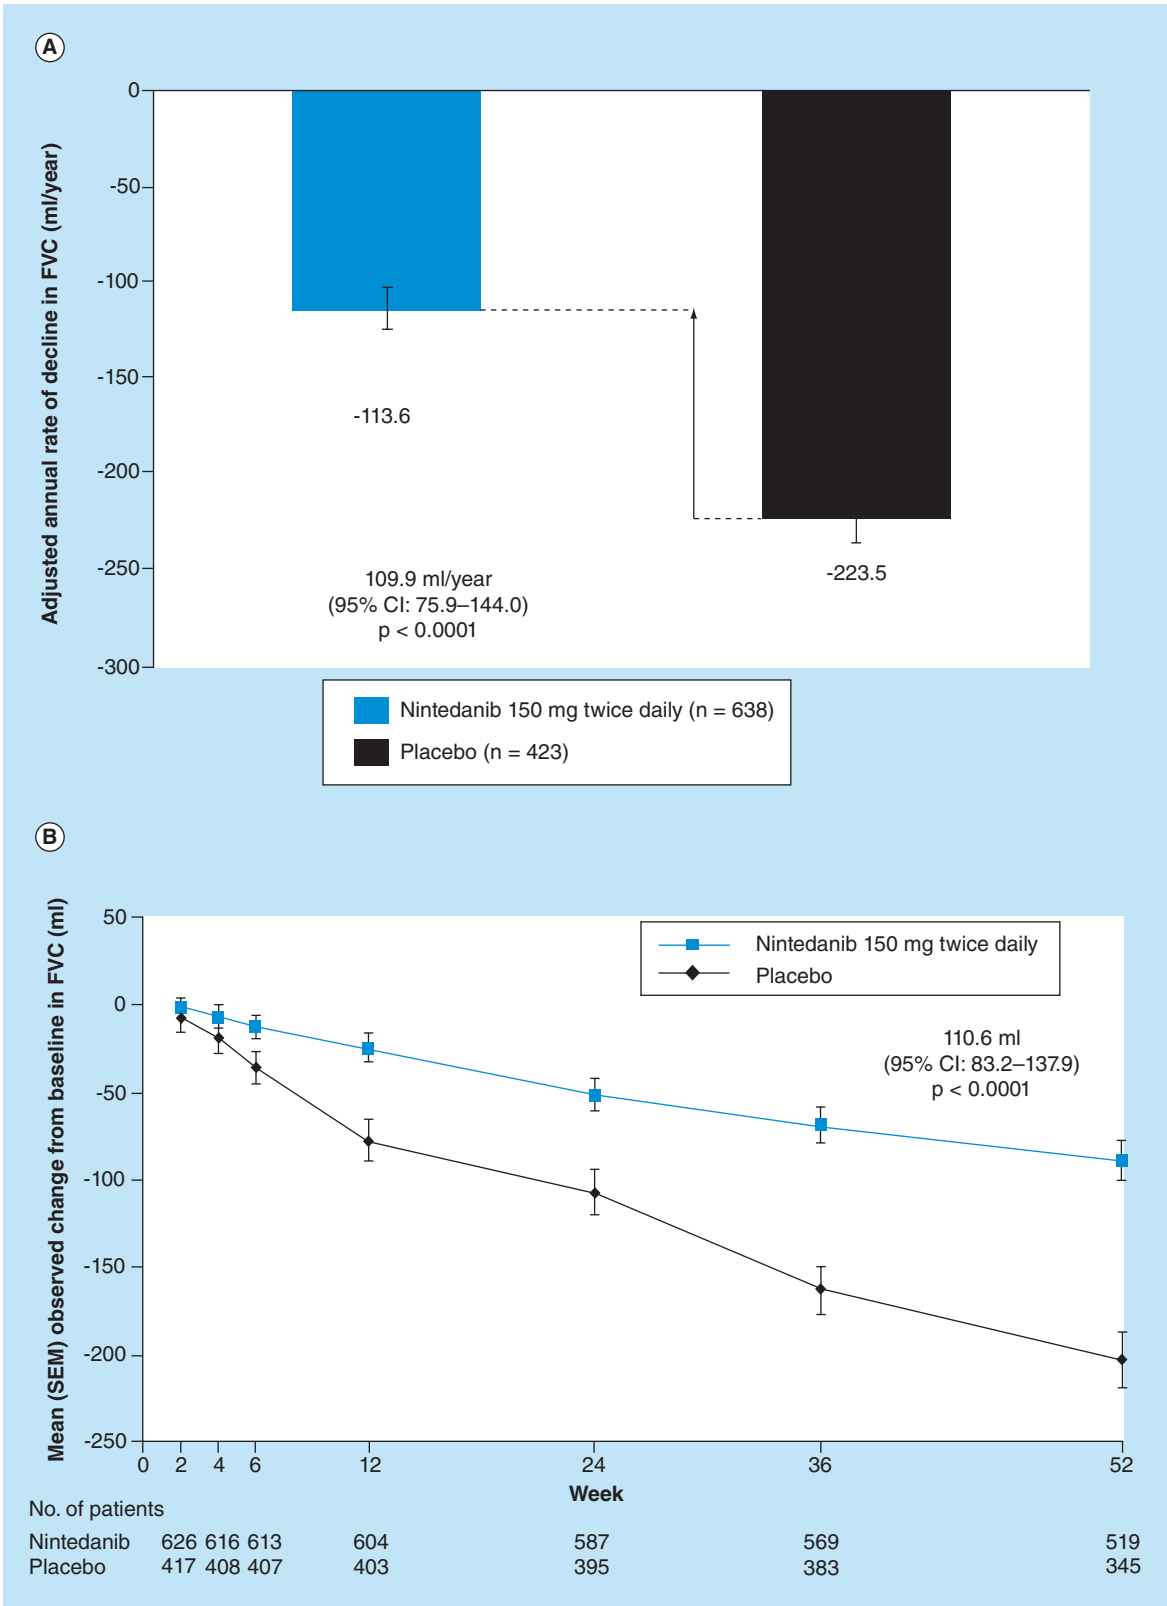 A
Adjusted annual rate of decline in FVC (ml/year)
0
-50
-100
-150
-200
-250
-300
-113.6
-223.5
109.9 ml/year
(95% CI: 75.9–144.0)
p < 0.0001
Nintedanib 150 mg twice daily (n = 638)
Placebo (n = 423)
B
Mean (SEM) observed change from baseline in FVC (ml)
50
0
-50
-100
-150
-200
-250
Nintedanib 150 mg twice daily
Placebo
110.6 ml
(95% CI: 83.2–137.9)
p < 0.0001
0 2 4 6 12 24 36 52
Week
No. of patients
Nintedanib 626 616 613 604 587 569 519
Placebo 417 408 407 403 395 383 345